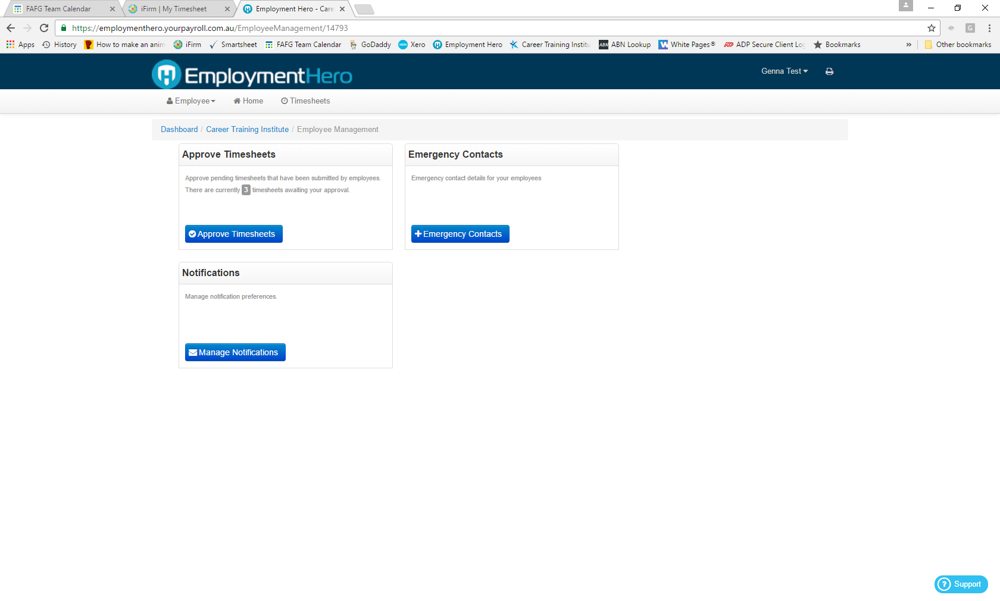 FAFG Team Calendar
iFirm | My Timesheet
Employment Hero - Care
https://employmenthero.yourpayroll.com.au/EmployeeManagement/14793
G
Apps History How to make an anim iFirm Smartsheet FAFG Team Calendar GoDaddy xero Xero Employment Hero Career Training Institu ABN ABN Lookup W White Pages® ADP ADP Secure Client Log Bookmarks » Other bookmarks
EmploymentHero
Genna Test
Employee Home Timesheets
Dashboard / Career Training Institute / Employee Management
Approve Timesheets
Approve pending timesheets that have been submitted by employees.
There are currently 3 timesheets awaiting your approval.
Approve Timesheets
Emergency Contacts
Emergency contact details for your employees
Emergency Contacts
Notifications
Manage notification preferences.
Manage Notifications
? Support